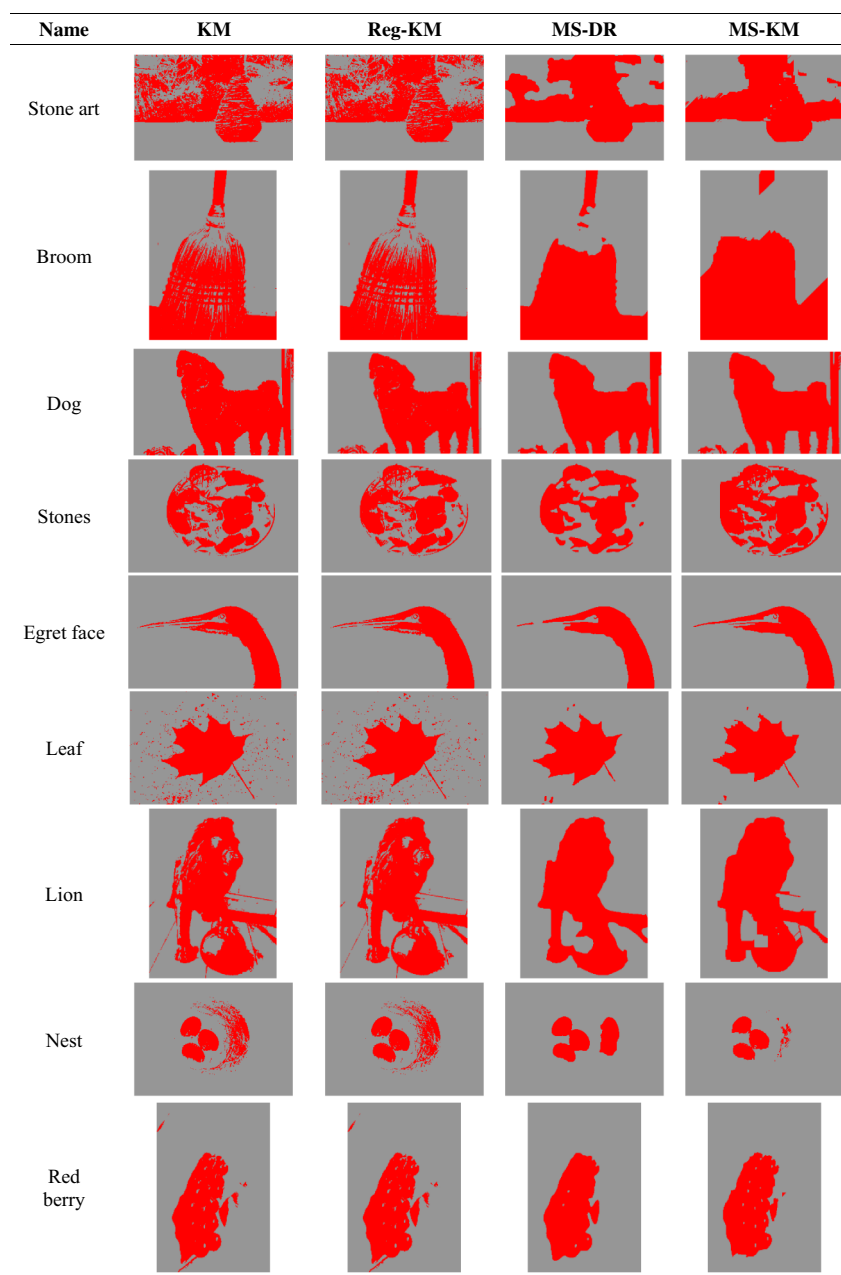 Name KM Reg-KM MS-DR MS-KM
Stone art
Broom
Dog
Stones
Egret face
Leaf
Lion
Nest
Red
berry